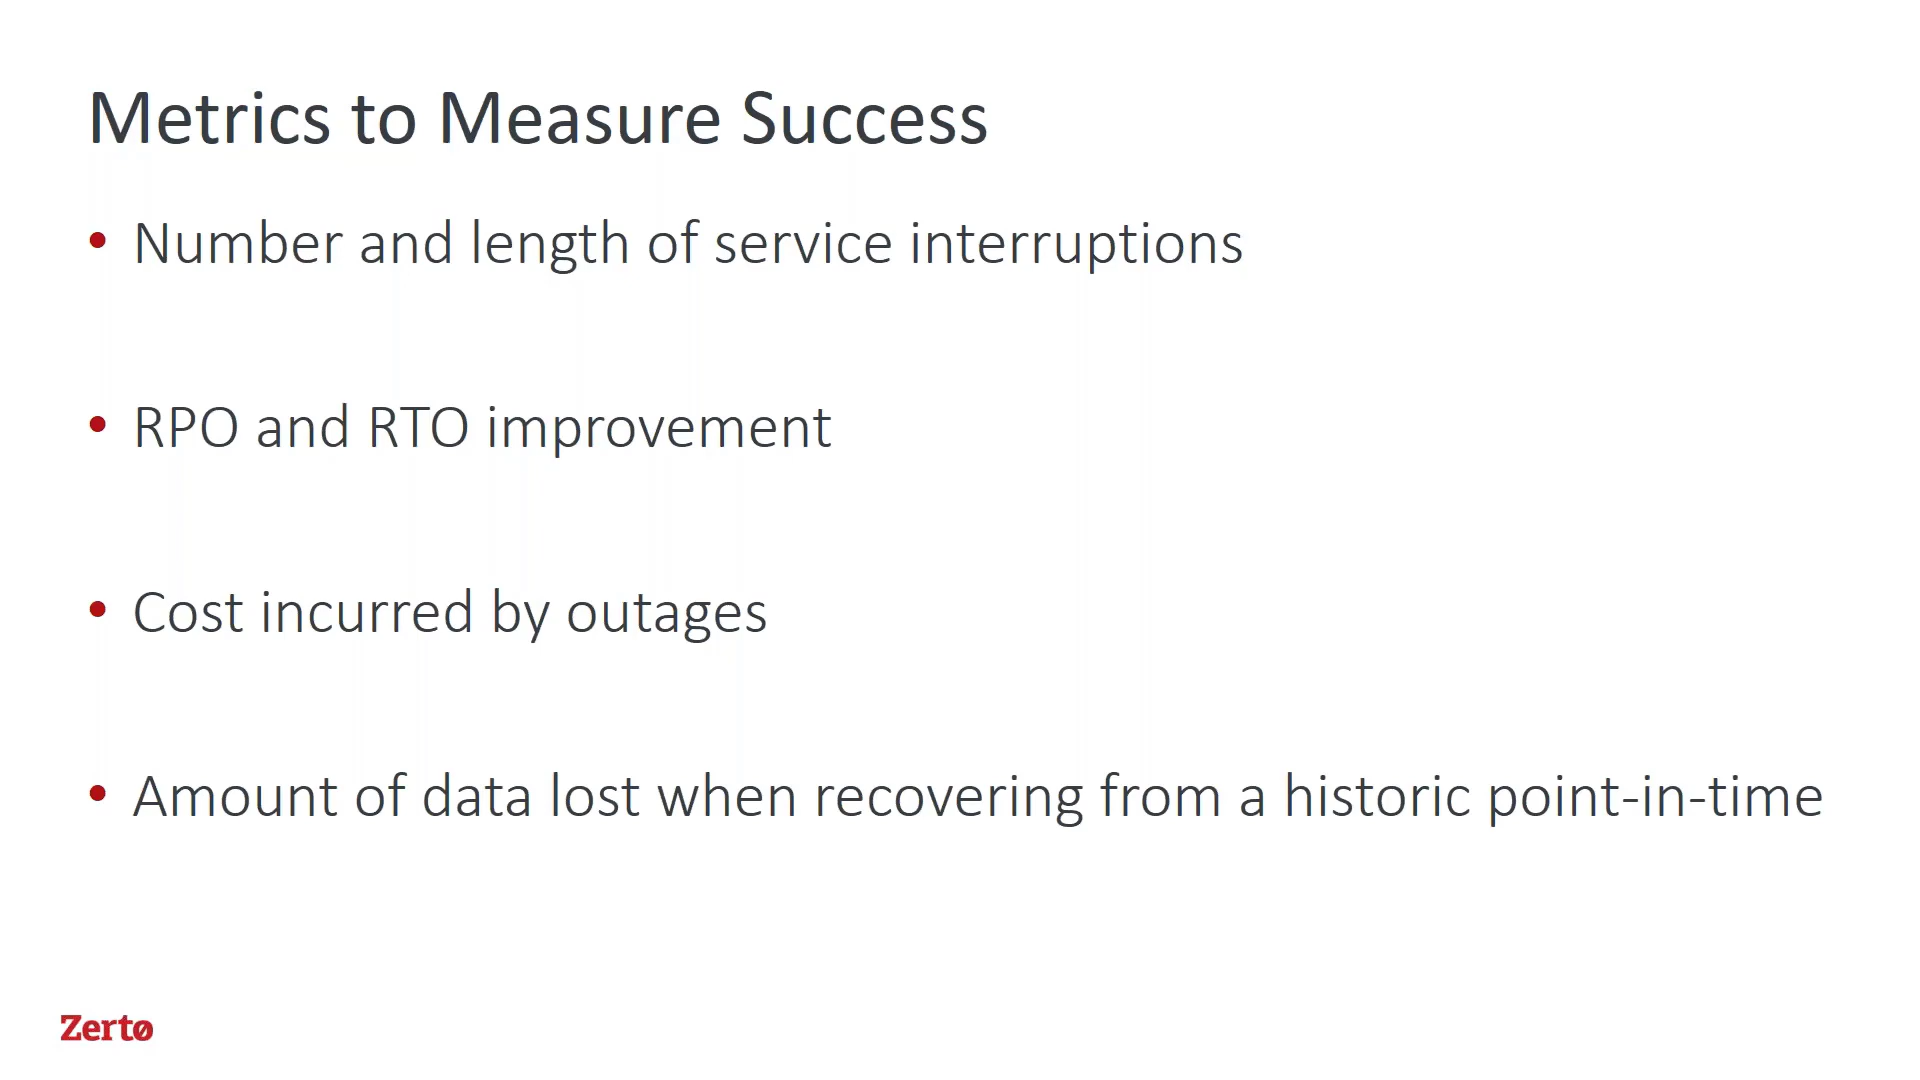 Metrics to Measure Success
• Number and length of service interruptions
• RPO and RTO improvement
• Cost incurred by outages
• Amount of data lost when recovering from a historic point-in-time
Zertø